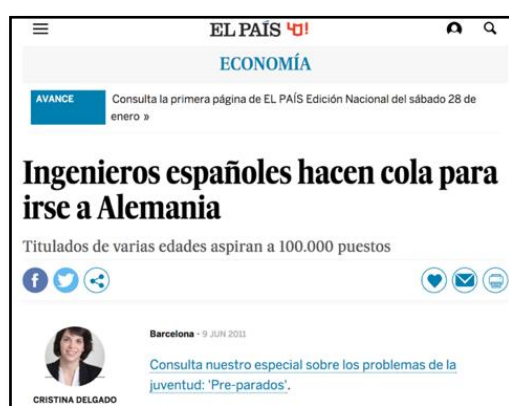 EL PAÍS 40!
ECONOMÍA
AVANCE
Consulta la primera página de EL PAÍS Edición Nacional del sábado 28 de
enero »
Ingenieros españoles hacen cola para
irse a Alemania
Titulados de varias edades aspiran a 100.000 puestos
f
Barcelona - 9 JUN 2011
Consulta nuestro especial sobre los problemas de la
juventud: 'Pre-parados'.
CRISTINA DELGADO